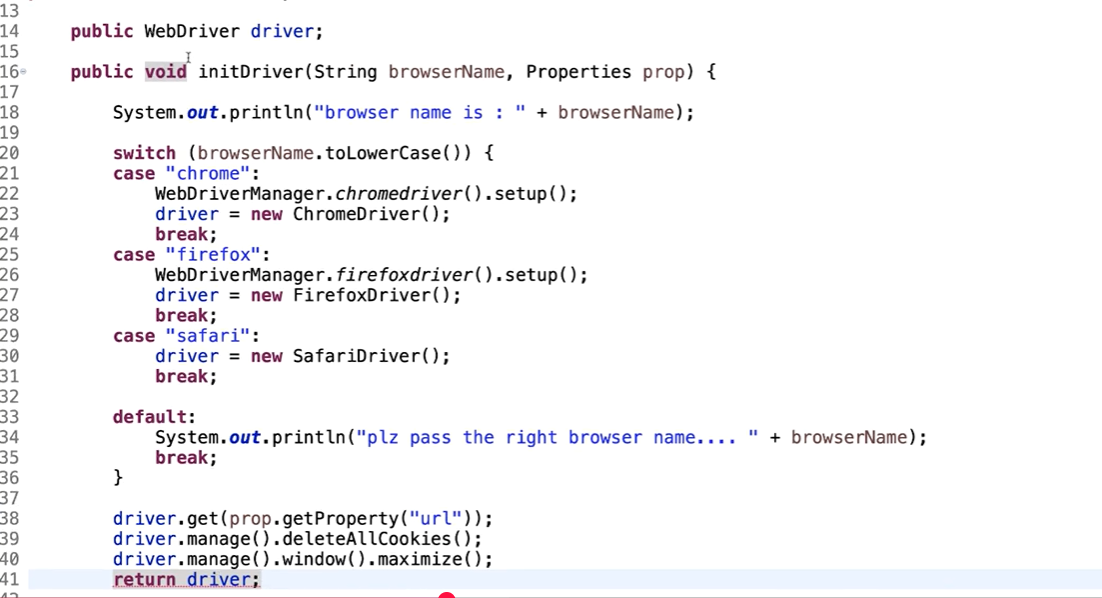 13
14 public WebDriver driver;
15
16 public void initDriver(String browserName, Properties prop) {
17
18 System.out.println("browser name is : " + browserName);
19
20 switch (browserName.toLowerCase()) {
21 case "chrome":
22 WebDriverManager.chromedriver().setup();
23 driver = new ChromeDriver();
24 break;
25 case "firefox":
26 WebDriverManager.firefoxdriver().setup();
27 driver = new FirefoxDriver();
28 break;
29 case "safari":
30 driver = new SafariDriver();
31 break;
32
33 default:
34 System.out.println("plz pass the right browser name.... " + browserName);
35 break;
36 }
37
38 driver.get(prop.getProperty("url"));
39 driver.manage().deleteAllCookies();
40 driver.manage().window().maximize();
41 return driver;